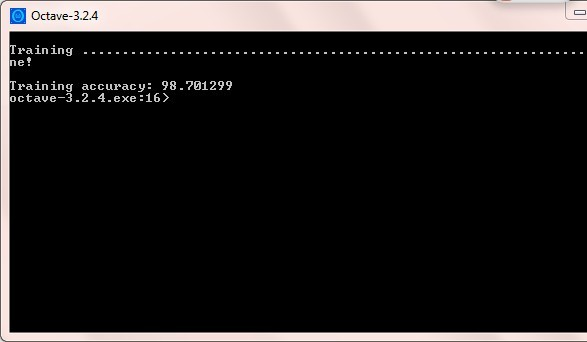 Octave-3.2.4
Training ................................................................
ne!
Training accuracy: 98.701299
octave-3.2.4.exe:16>